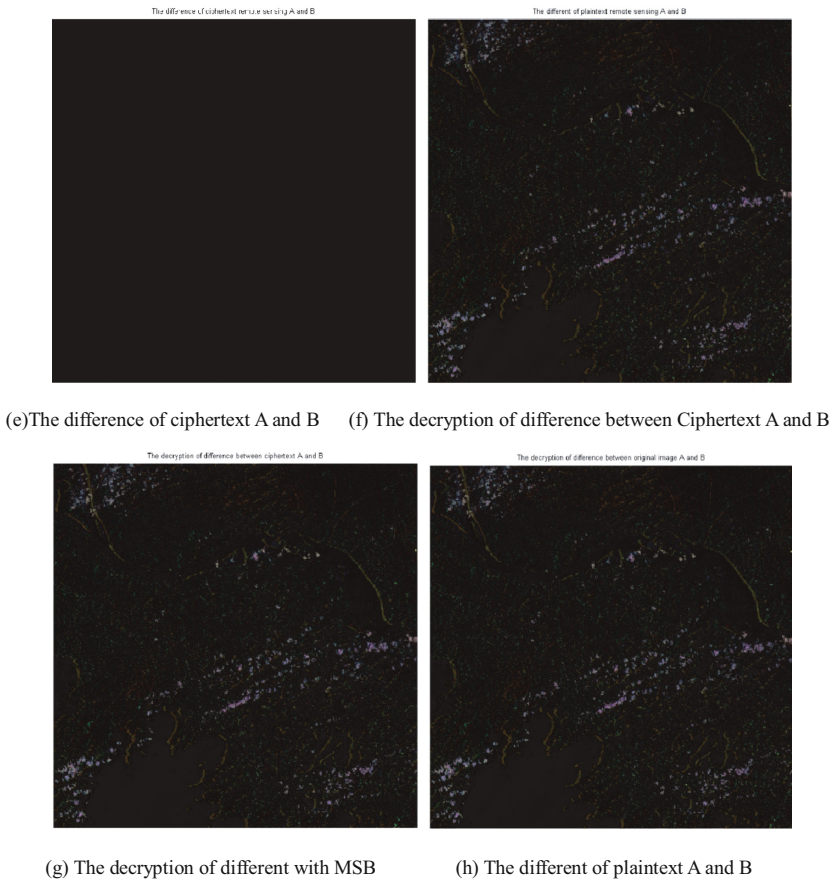 The difference of ciphertext remote sensing A and B
The different of plaintext remote sensing A and B
(e)The difference of ciphertext A and B
(f) The decryption of difference between Ciphertext A and B
The decryption of difference between ciphertext A and B
The decryption of difference between original image A and B
(g) The decryption of different with MSB
(h) The different of plaintext A and B